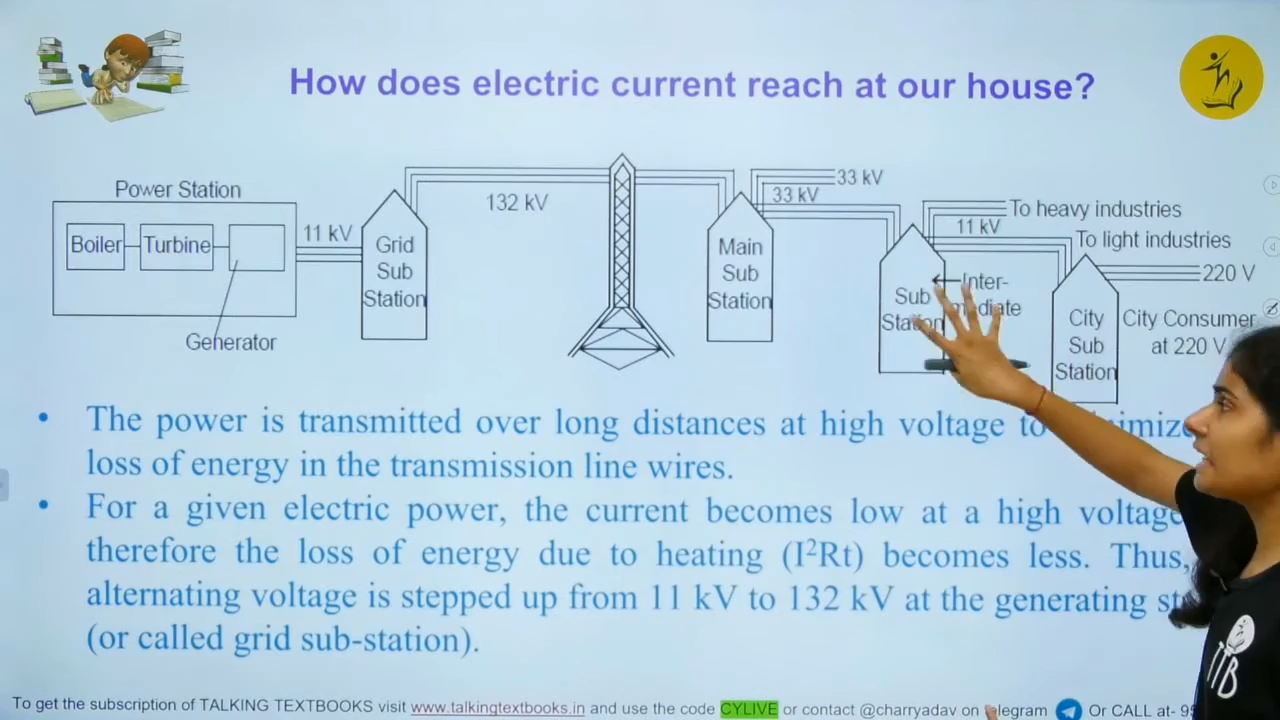 How does electric current reach at our house?
Power Station
Boiler
Turbine
Generator
11 kV
Grid
Sub
Station
132 kV
Main
Sub
Station
33 kV
33 kV
To heavy industries
11 kV
To light industries
Inter-
Sub
Station
220 V
City
Sub
Station
City Consumer
at 220 V
• The power is transmitted over long distances at high voltage to
loss of energy in the transmission line wires.
• For a given electric power, the current becomes low at a high voltage
therefore the loss of energy due to heating (I²Rt) becomes less. Thus,
alternating voltage is stepped up from 11 kV to 132 kV at the generating
(or called grid sub-station).
To get the subscription of TALKING TEXTBOOKS visit www.talkingtextbooks.in and use the code CYLIVE or contact @charryadav on Telegram Or CALL at-
TTB